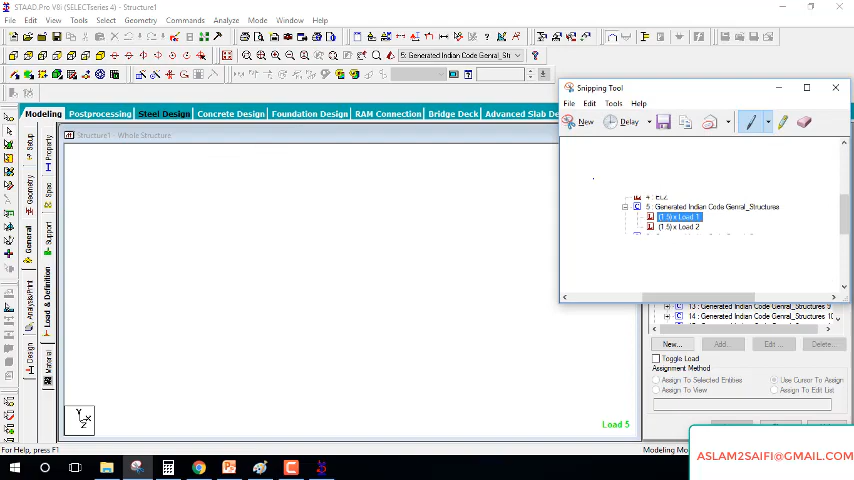 STAAD.Pro V8i (SELECTseries 4) - Structure1
File Edit View Tools Select Geometry Commands Analyze Mode Window Help
5: Generated Indian Code Genral_Str
Modeling Postprocessing Steel Design Concrete Design Foundation Design RAM Connection Bridge Deck Advanced Slab De
Structure1 - Whole Structure
Setup
Geometry
General
Analysis/Print
Design
Property
Spec
Support
Load & Definition
Material
Y
X
Z
Load 5
Snipping Tool
File Edit Tools Help
New Delay
4 : ELZ
5 : Generated Indian Code Genral_Structures
(1.5) x Load 1
(1.5) x Load 2
13 : Generated Indian Code Genral_Structures 9
14 : Generated Indian Code Genral_Structures 10
New... Add... Edit ... Delete...
Toggle Load
Assignment Method
Assign To Selected Entities Use Cursor To Assign
Assign To View Assign To Edit List
For Help, press F1
Modeling Mo
ASLAM2SAIFI@GMAIL.COM